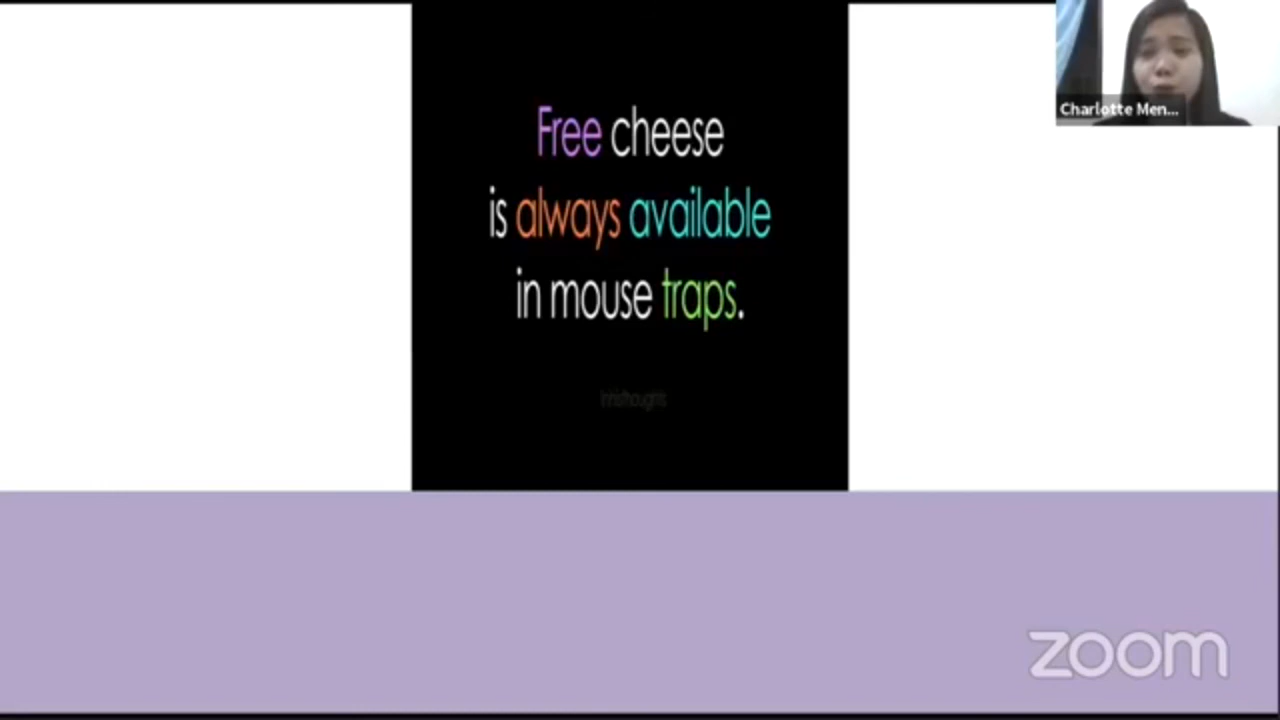 Free cheese
is always available
in mouse traps.
Charlotte Men...
zoom